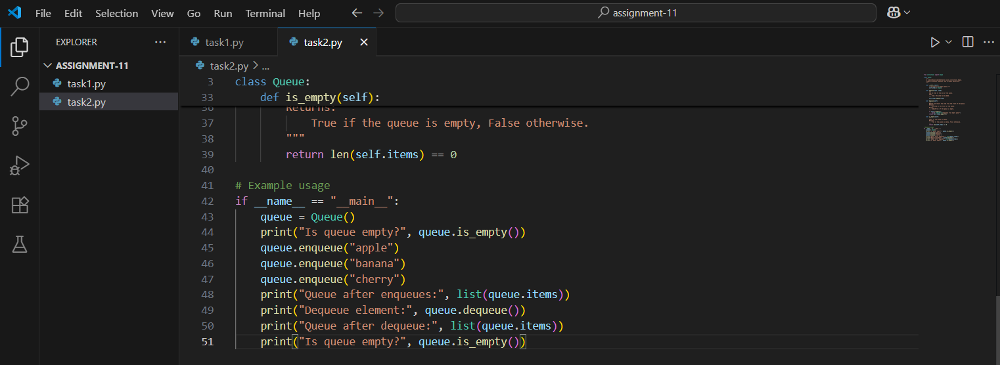 File Edit Selection View Go Run Terminal Help
assignment-11
EXPLORER
ASSIGNMENT-11
task1.py
task2.py
task1.py
task2.py
task2.py > ...
3 class Queue:
33 def is_empty(self):
36 Returns:
37 True if the queue is empty, False otherwise.
38 """
39 return len(self.items) == 0
40
41 # Example usage
42 if __name__ == "__main__":
43 queue = Queue()
44 print("Is queue empty?", queue.is_empty())
45 queue.enqueue("apple")
46 queue.enqueue("banana")
47 queue.enqueue("cherry")
48 print("Queue after enqueues:", list(queue.items))
49 print("Dequeue element:", queue.dequeue())
50 print("Queue after dequeue:", list(queue.items))
51 print("Is queue empty?", queue.is_empty())